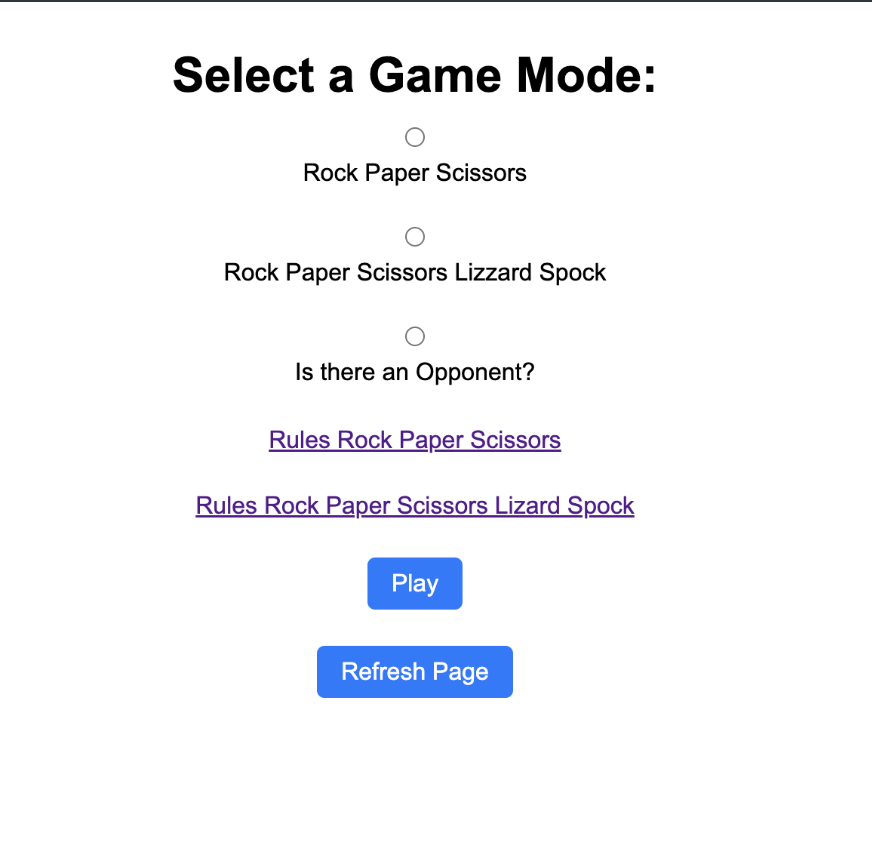 Select a Game Mode:
Rock Paper Scissors
Rock Paper Scissors Lizzard Spock
Is there an Opponent?
Rules Rock Paper Scissors
Rules Rock Paper Scissors Lizard Spock
Play
Refresh Page